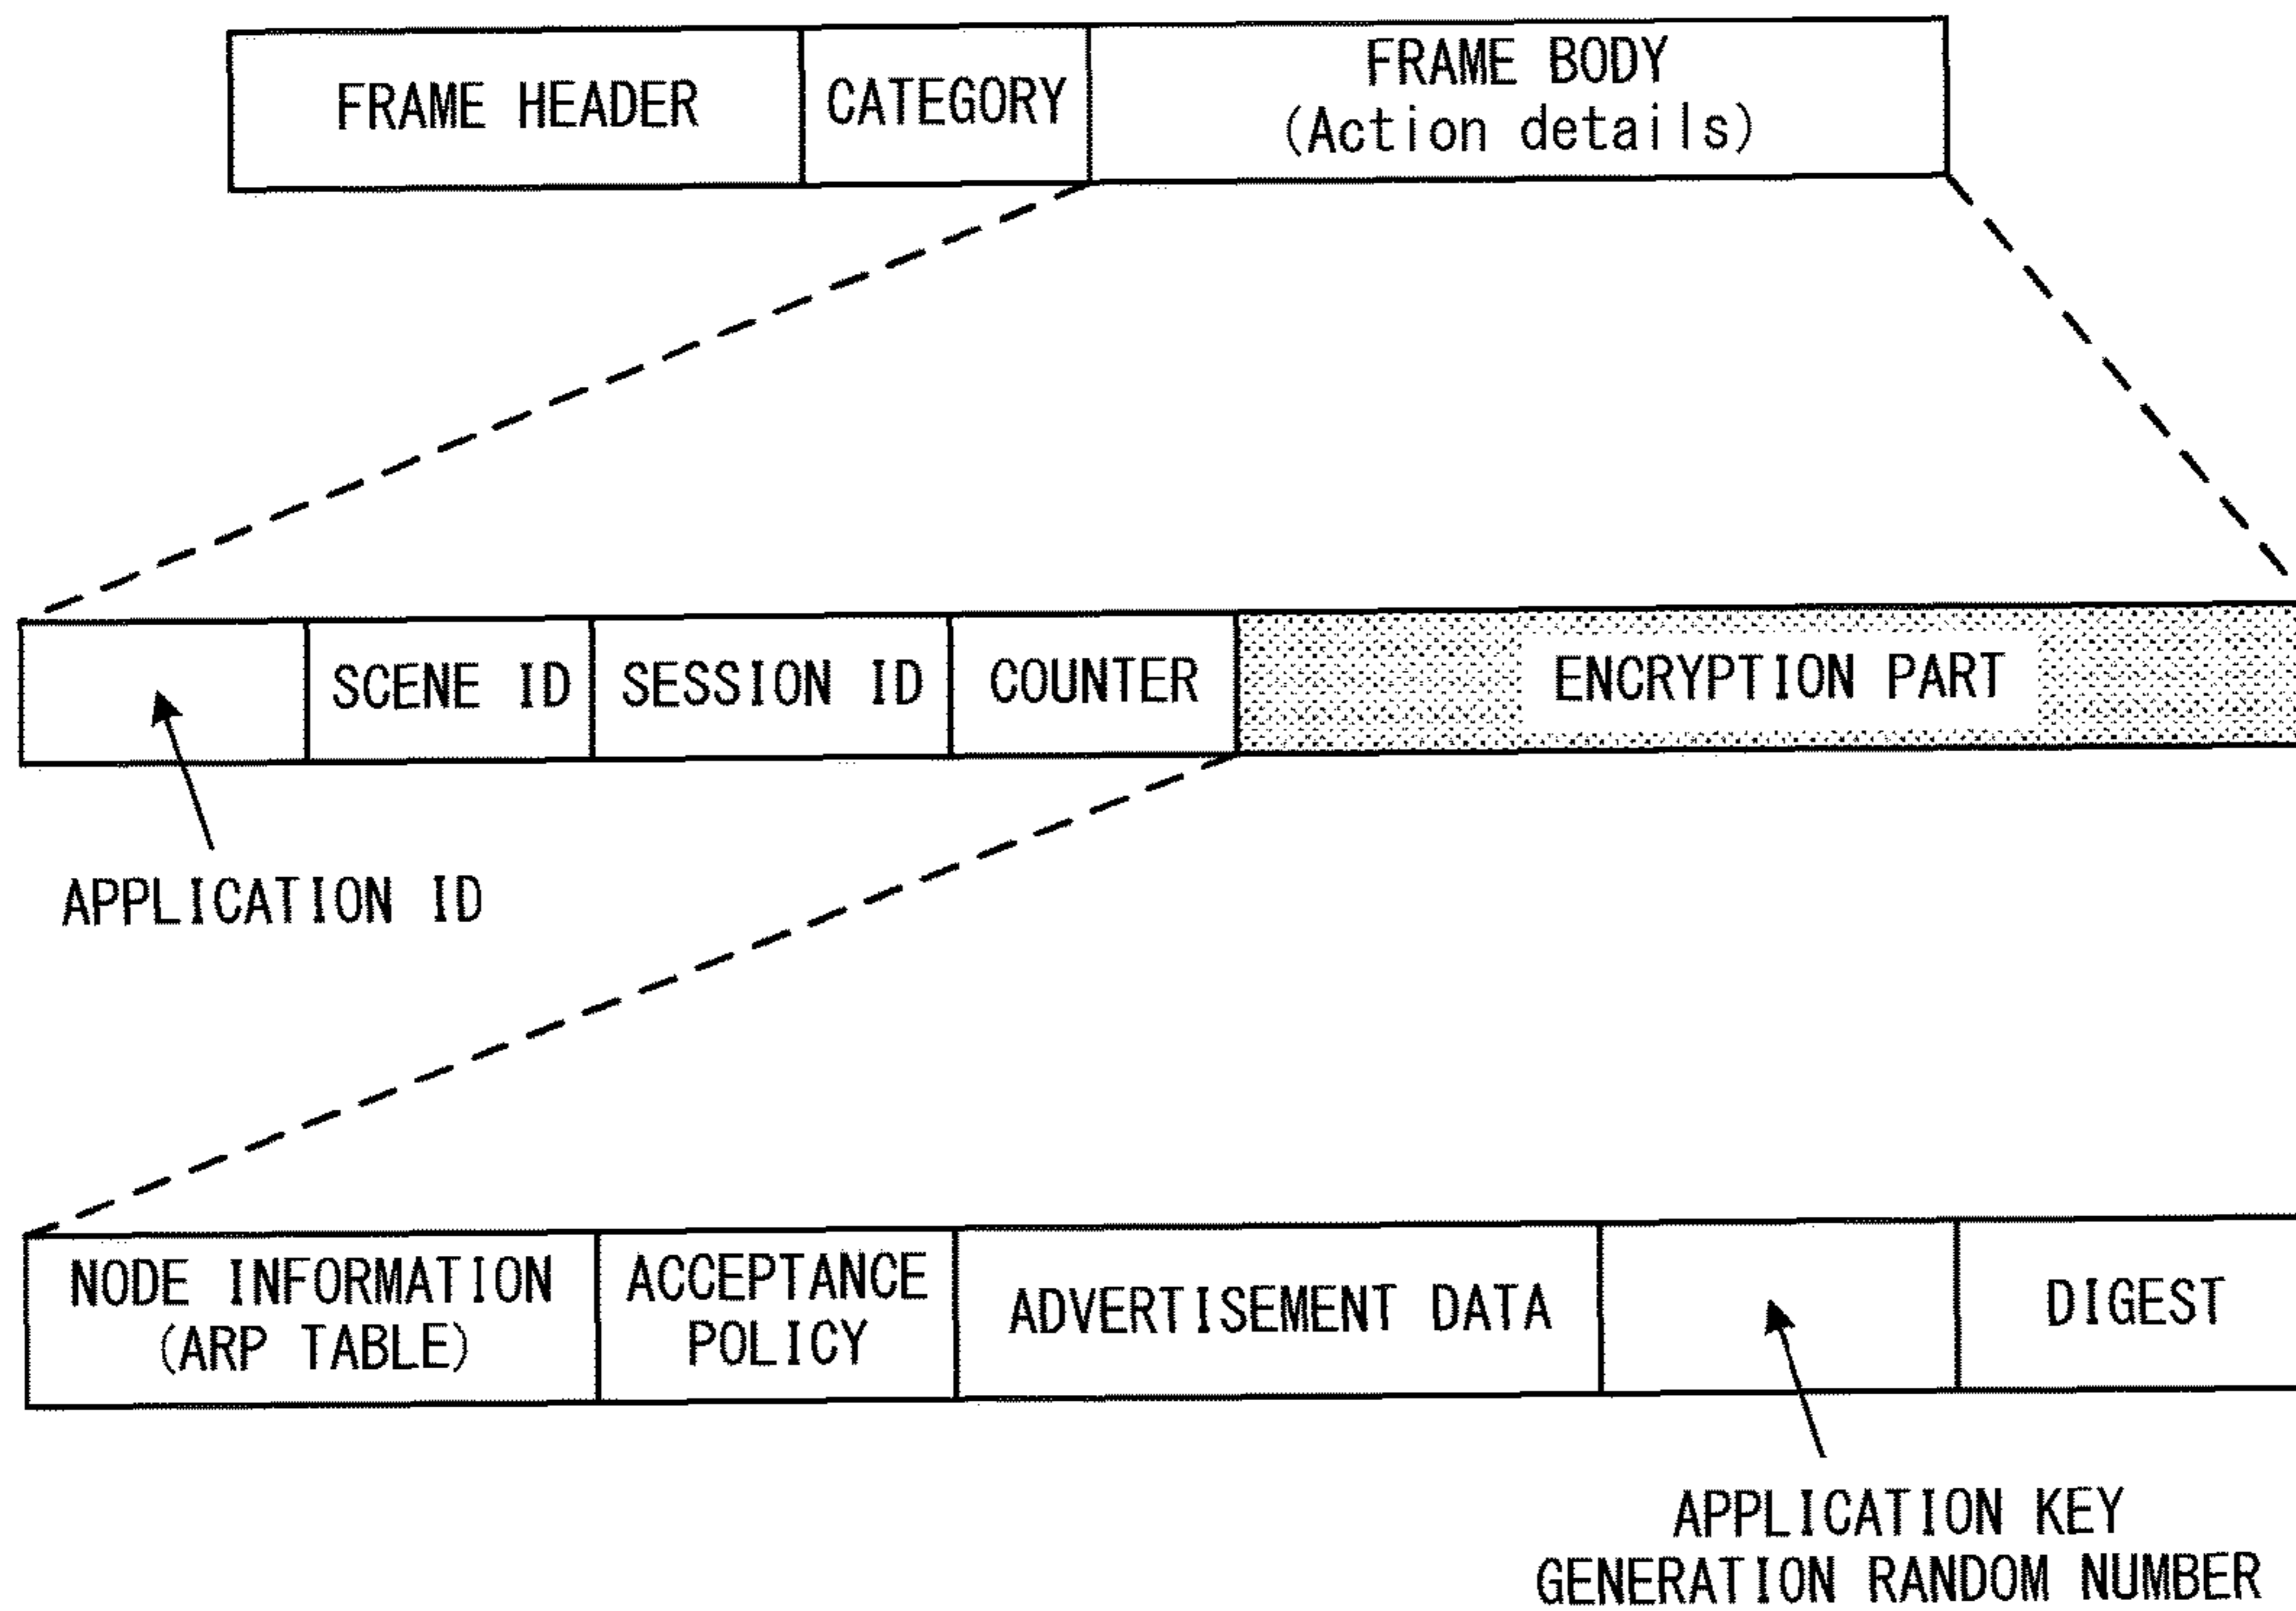 FRAME HEADER
CATEGORY
FRAME BODY
(Action details)
SCENE ID
SESSION ID
COUNTER
ENCRYPTION PART
APPLICATION ID
NODE INFORMATION
(ARP TABLE)
ACCEPTANCE
POLICY
ADVERTISEMENT DATA
DIGEST
APPLICATION KEY
GENERATION RANDOM NUMBER